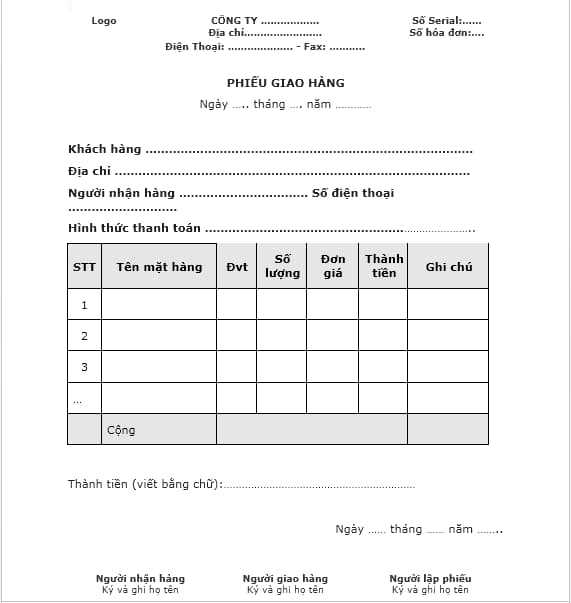 Logo CÔNG TY .................. Số Serial:......
Địa chỉ........................ Số hóa đơn:....
Điện Thoại: .................... - Fax: ...........
PHIẾU GIAO HÀNG
Ngày ….. tháng …. năm …………
Khách hàng ....................................................................................
Địa chỉ ...........................................................................................
Người nhận hàng ................................. Số điện thoại
............................
Hình thức thanh toán ...................................................………………..
STT Tên mặt hàng Đvt Số lượng Đơn giá Thành tiền Ghi chú
1
2
3
…
Cộng
Thành tiền (viết bằng chữ):…………………………………………………
Ngày …… tháng …… năm ……..
Người nhận hàng Người giao hàng Người lập phiếu
Ký và ghi họ tên Ký và ghi họ tên Ký và ghi họ tên